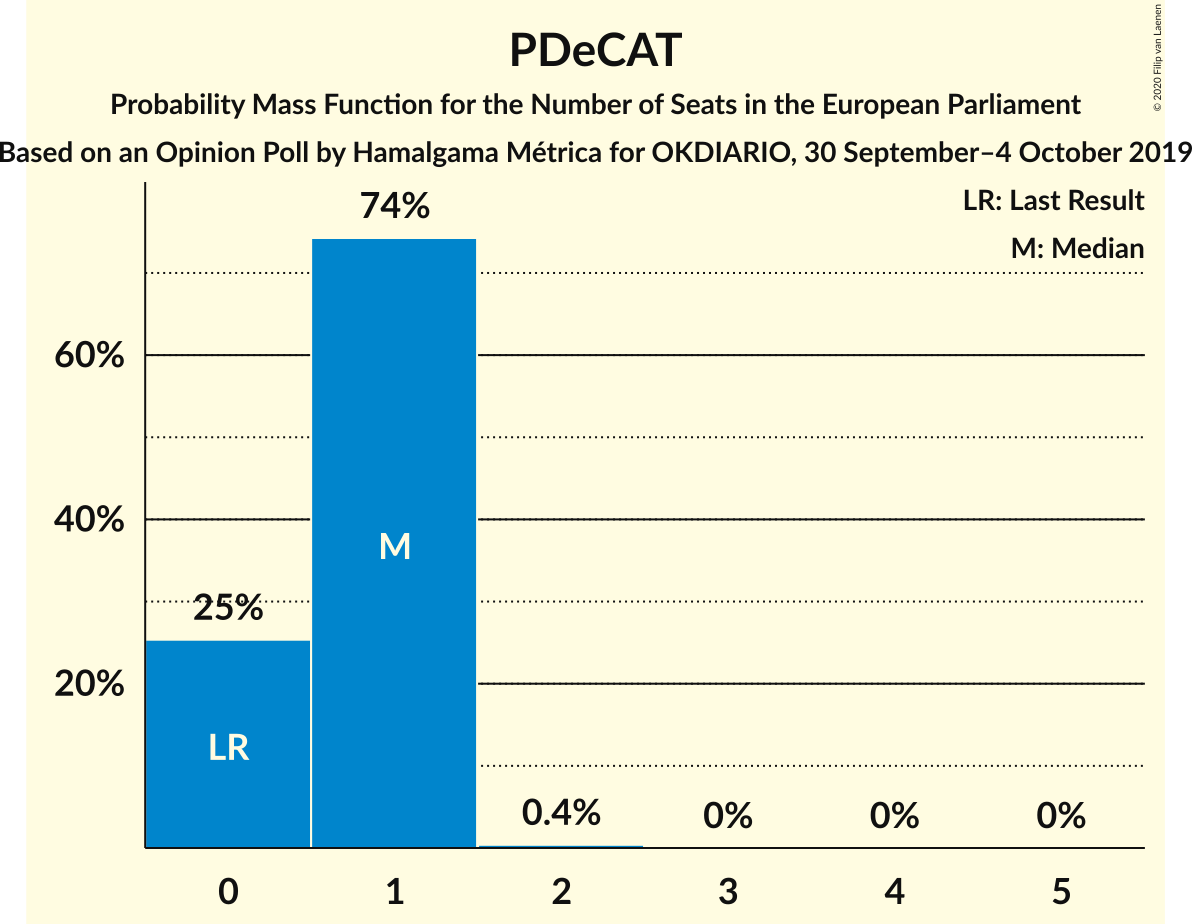 PDeCAT
Probability Mass Function for the Number of Seats in the European Parliament
Based on an Opinion Poll by Hamalgama Métrica for OKDIARIO, 30 September–4 October 2019
© 2020 Filip van Laenen
LR: Last Result
M: Median
74%
60%
40%
M
25%
20%
LR
0.4%
0%
0%
0%
0
1
2
3
4
5